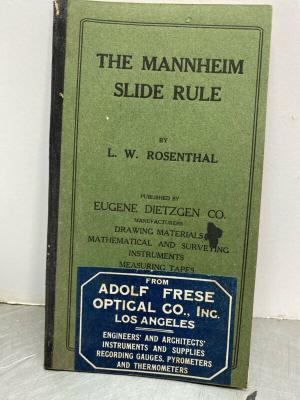 THE MANNHEIM
SLIDE RULE
BY
L. W. ROSENTHAL
PUBLISHED BY
EUGENE DIETZGEN CO.
MANUFACTURERS
DRAWING MATERIALS
MATHEMATICAL AND SURVEYING
INSTRUMENTS
MEASURING TAPES
FROM
ADOLF FRESE
OPTICAL CO., INC.
LOS ANGELES
ENGINEERS' AND ARCHITECTS'
INSTRUMENTS AND SUPPLIES
RECORDING GAUGES, PYROMETERS
AND THERMOMETERS